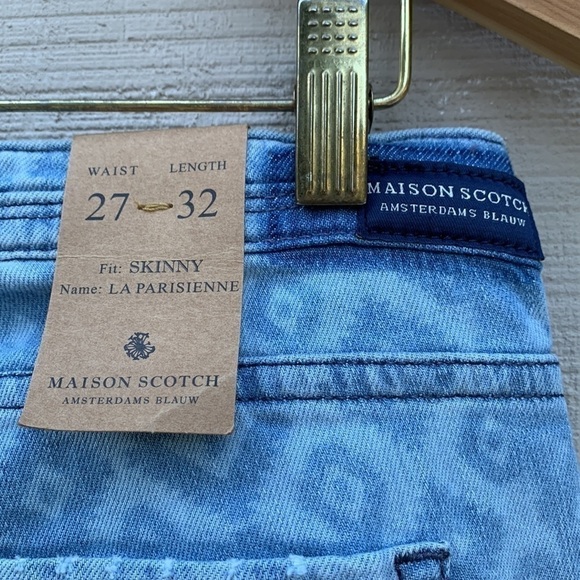 WAIST LENGTH
27 32
Fit: SKINNY
Name: LA PARISIENNE
MAISON SCOTCH
AMSTERDAMS BLAUW
MAISON SCOTCH
AMSTERDAMS BLAUW